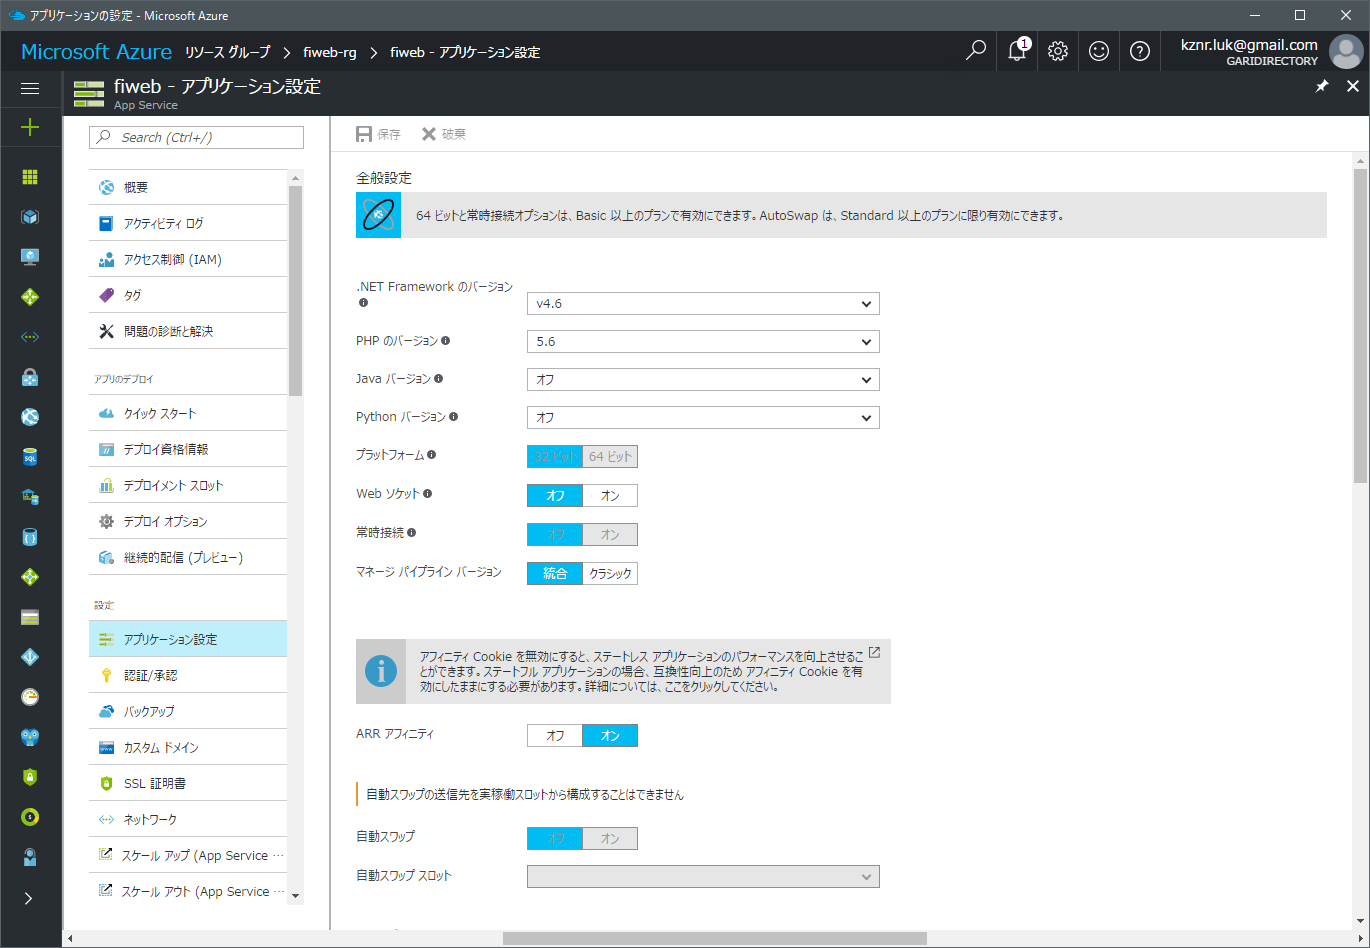 アプリケーションの設定 - Microsoft Azure
Microsoft Azure リソース グループ > fiweb-rg > fiweb - アプリケーション設定
1
kznr.luk@gmail.com
GARIDIRECTORY
fiweb - アプリケーション設定
App Service
Search (Ctrl+/)
概要
アクティビティ ログ
アクセス制御 (IAM)
タグ
問題の診断と解決
アプリのデプロイ
クイック スタート
デプロイ資格情報
デプロイメント スロット
デプロイ オプション
継続的配信 (プレビュー)
設定
アプリケーション設定
認証/承認
バックアップ
カスタム ドメイン
SSL 証明書
ネットワーク
スケール アップ (App Service ...
スケール アウト (App Service ...
保存 破棄
全般設定
64 ビットと常時接続オプションは、Basic 以上のプランで有効にできます。AutoSwap は、Standard 以上のプランに限り有効にできます。
.NET Framework のバージョン
v4.6
PHP のバージョン
5.6
Java バージョン
オフ
Python バージョン
オフ
プラットフォーム
32 ビット 64 ビット
Web ソケット
オフ オン
常時接続
オフ オン
マネージ パイプライン バージョン
統合 クラシック
アフィニティ Cookie を無効にすると、ステートレス アプリケーションのパフォーマンスを向上させるこ
とができます。ステートフル アプリケーションの場合、互換性向上のため アフィニティ Cookie を有
効にしたままにする必要があります。詳細については、ここをクリックしてください。
ARR アフィニティ
オフ オン
自動スワップの送信先を実稼働スロットから構成することはできません
自動スワップ
オフ オン
自動スワップ スロット